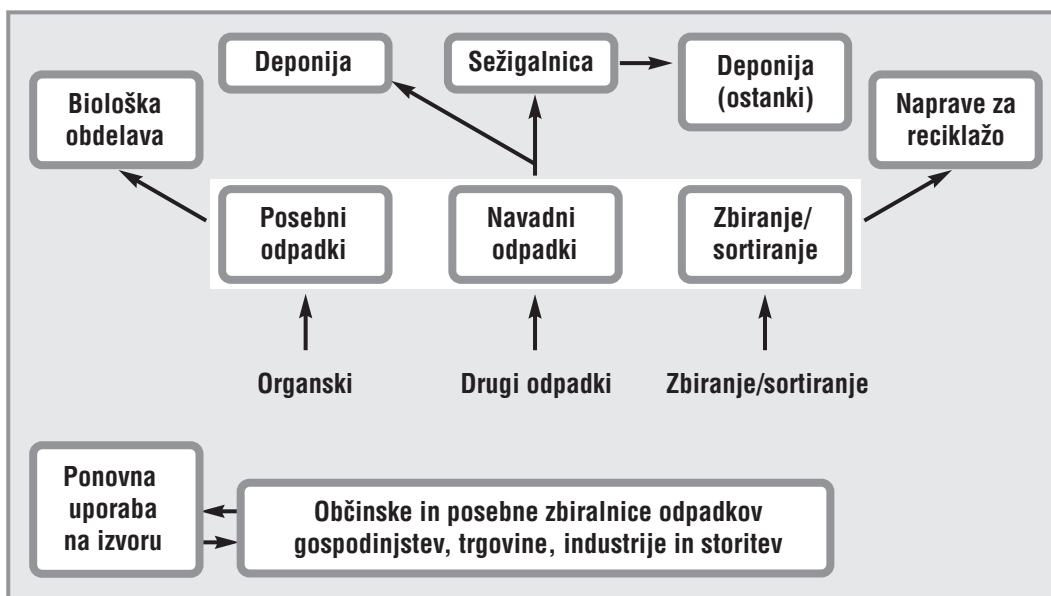 Deponija
Sežigalnica
Deponija
(ostanki)
Biološka
obdelava
Naprave za
reciklažo
Posebni
odpadki
Navadni
odpadki
Zbiranje/
sortiranje
Organski
Drugi odpadki
Zbiranje/sortiranje
Ponovna
uporaba
na izvoru
Občinske in posebne zbiralnice odpadkov
gospodinjstev, trgovine, industrije in storitev